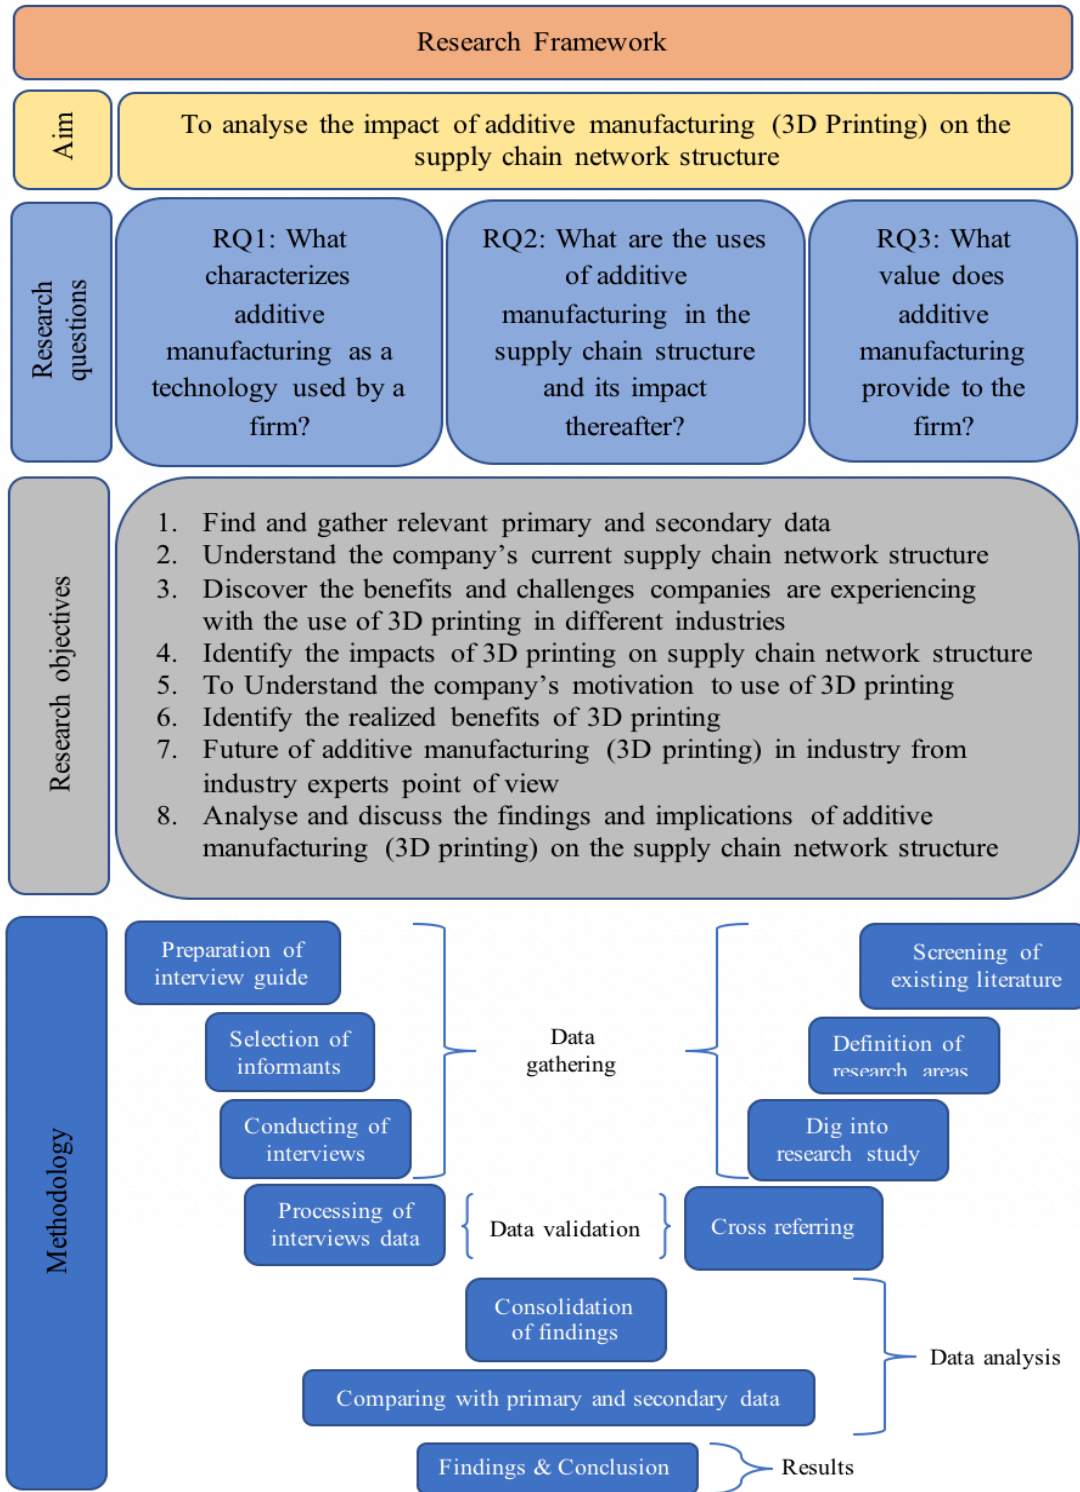 Research Framework
Aim
To analyse the impact of additive manufacturing (3D Printing) on the
supply chain network structure
Research
questions
RQ1: What
characterizes
additive
manufacturing as a
technology used by a
firm?
RQ2: What are the uses
of additive
manufacturing in the
supply chain structure
and its impact
thereafter?
RQ3: What
value does
additive
manufacturing
provide to the
firm?
Research objectives
1. Find and gather relevant primary and secondary data
2. Understand the company’s current supply chain network structure
3. Discover the benefits and challenges companies are experiencing
with the use of 3D printing in different industries
4. Identify the impacts of 3D printing on supply chain network structure
5. To Understand the company’s motivation to use of 3D printing
6. Identify the realized benefits of 3D printing
7. Future of additive manufacturing (3D printing) in industry from
industry experts point of view
8. Analyse and discuss the findings and implications of additive
manufacturing (3D printing) on the supply chain network structure
Methodology
Preparation of
interview guide
Selection of
informants
Conducting of
interviews
Data
gathering
Screening of
existing literature
Definition of
research areas
Dig into
research study
Processing of
interviews data
Data validation
Cross referring
Consolidation
of findings
Comparing with primary and secondary data
Data analysis
Findings & Conclusion
Results